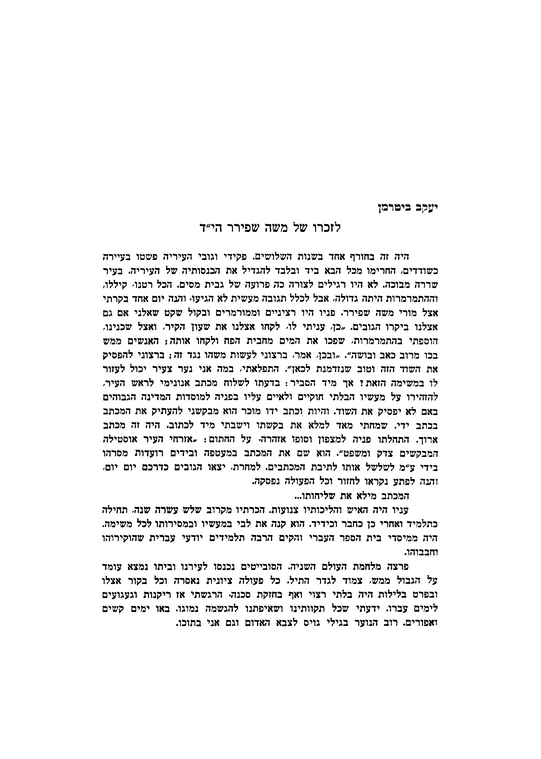 יעקב ביטרמן
לזכרו של משה שפירר הי״ד
היה זה בחורף אחד בשנות השלושים. פקידי וגובי העיריה פשטו בעיירה
כשודדים, החרימו מכל הבא ביד ובלבד להגדיל את הכנסותיה של העיריה. בעיר
שררה מבוכה. לא היו רגילים לצורה כה פרועה של גבית מסים. הכל רטנו, קיללו,
וההתמרמרות היתה גדולה, אבל לכלל תגובה מעשית לא הגיעו. והנה יום אחד בקרתי
אצל מורי משה שפירר. פניו היו רציניים וממורמרים ובקול שקט שאלני אם גם
אצלנו ביקרו הגובים. „כן, עניתי לו, לקחו אצלנו את שעון הקיר, ואצל שכנינו,
הוספתי בהתמרמרות, שפכו את המים מחבית הפח ולקחו אותה; האנשים ממש
בכו מרוב כאב ובושה״. „ובכן, אמר, ברצוני לעשות משהו נגד זה; ברצוני להפסיק
את השוד הזה וטוב שנזדמנת לכאן״. התפלאתי, במה אני נער צעיר יכול לעזור
לו במשימה הזאת? אך מיד הסביר: בדעתו לשלוח מכתב אנונימי לראש העיר,
להזהירו על מעשיו הבלתי חוקיים ולאיים עליו בפניה למוסדות המדינה הגבוהים
באם לא יפסיק את השוד. והיות וכתב ידו מוכר הוא מבקשני להעתיק את המכתב
בכתב ידי. שמחתי מאד למלא את בקשתו וישבתי מיד לכתוב. היה זה מכתב
ארוך. התחלתו פניה למצפון וסופו אזהרה. על החתום: „אזרחי העיר אוסטילה
המבקשים צדק ומשפט״. הוא שם את המכתב במעטפה ובידים רועדות מסרהו
בידי ע״מ לשלשל אותו לתיבת המכתבים. למחרת, יצאו הגובים כדרכם יום יום,
והנה לפתע נקראו לחזור וכל הפעולה נפסקה.
המכתב מילא את שליחותו...
עניו היה האיש והליכותיו צנועות. הכרתיו מקרוב שלש עשרה שנה, תחילה
כתלמיד ואחרי כן כחבר וכידיד. הוא קנה את לבי במעשיו ובמסירותו לכל משימה.
היה ממיסדי בית הספר העברי והקים הרבה תלמידים יודעי עברית שהוקירוהו
וחבבוהו.
פרצה מלחמת העולם השניה. הסובייטים נכנסו לעירנו וביתו נמצא עומד
על הגבול ממש, צמוד לגדר התיל. כל פעולה ציונית נאסרה וכל בקור אצלו
ובפרט בלילות היה בלתי רצוי ואף בחזקת סכנה. הרגשתי אז ריקנות וגעגועים
לימים עברו. ידעתי שכל תקוותינו ושאיפתנו להגשמה נמוגו. באו ימים קשים
ואפורים. רוב הנוער בגילי גויס לצבא האדום וגם אני בתוכו.